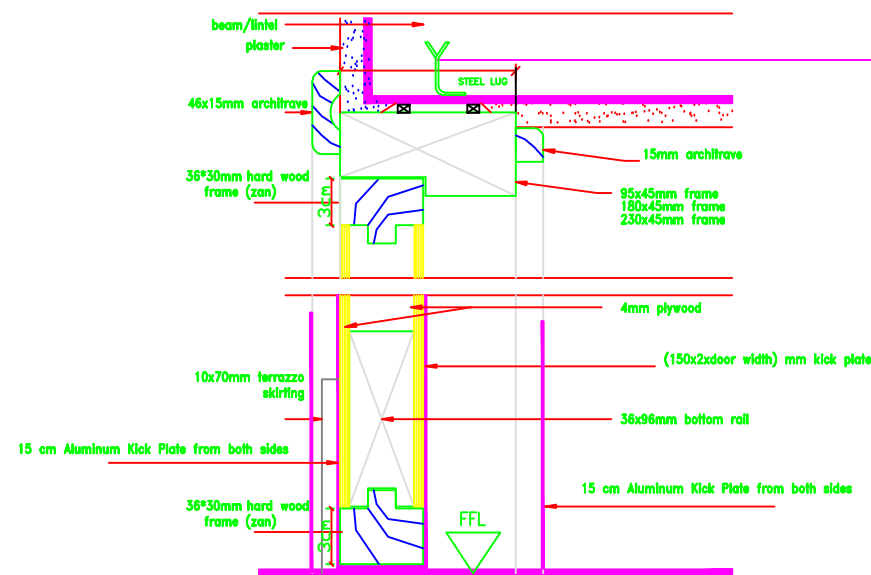 beam/lintel
plaster
STEEL LUG
46x15mm architrave
15mm architrave
36*30mm hard wood
frame (zan)
3cm
95x45mm frame
180x45mm frame
230x45mm frame
4mm plywood
(150x2xdoor width) mm kick plate
10x70mm terrazzo
skirting
36x96mm bottom rail
15 cm Aluminum Kick Plate from both sides
15 cm Aluminum Kick Plate from both sides
36*30mm hard wood
frame (zan)
3cm
FFL